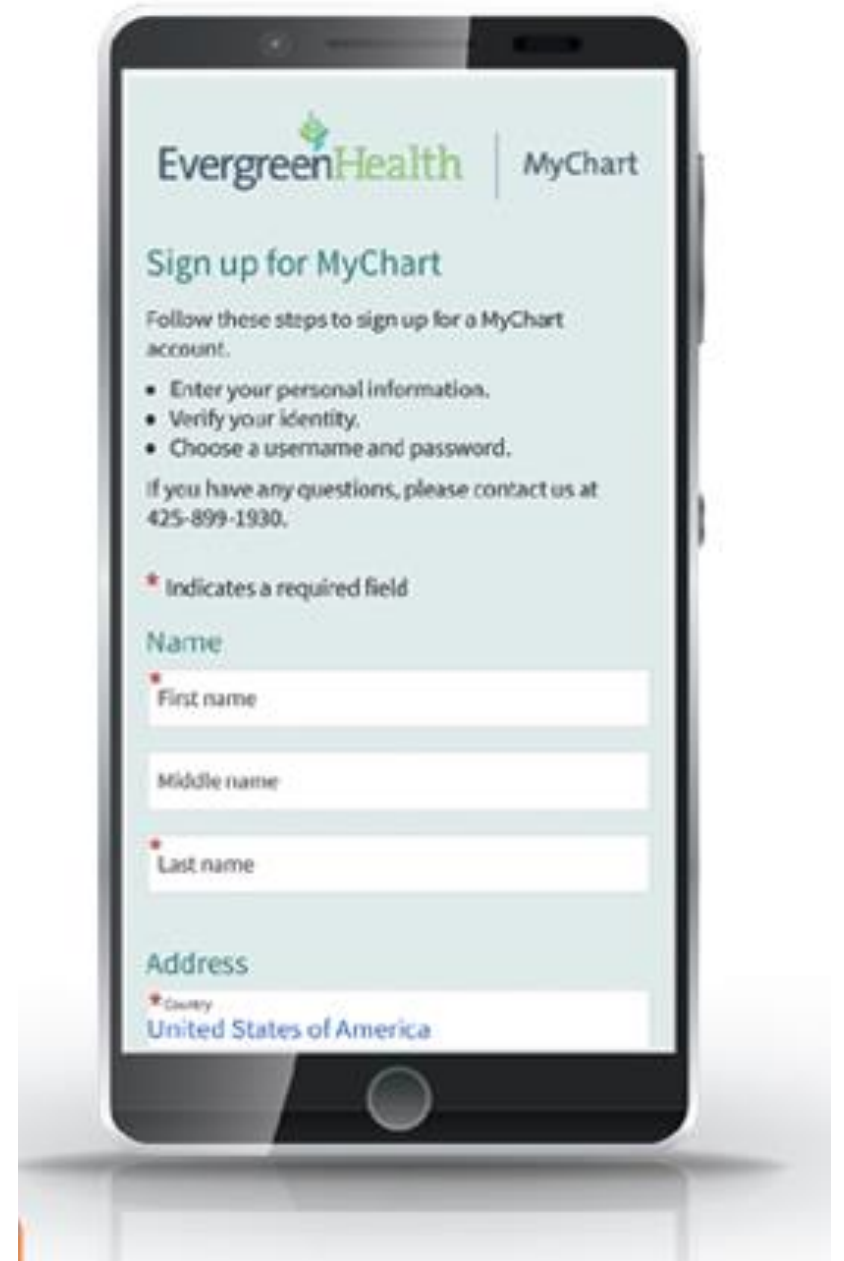 EvergreenHealth | MyChart
Sign up for MyChart
Follow these steps to sign up for a MyChart
account.
• Enter your personal information.
• Verify your identity.
• Choose a username and password.
If you have any questions, please contact us at
425-899-1930.
* Indicates a required field
Name
* First name
Middle name
* Last name
Address
* Country
United States of America